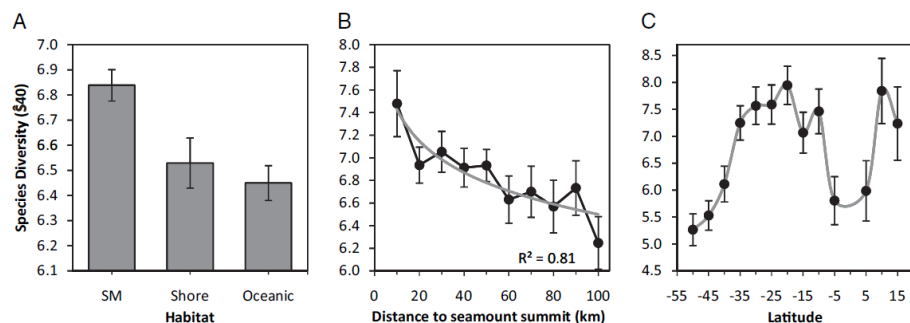 A
B
C
Species Diversity (Ŝ40)
7.0
6.9
6.8
6.7
6.6
6.5
6.4
6.3
6.2
6.1
SM Shore Oceanic
Habitat
8.0
7.8
7.6
7.4
7.2
7.0
6.8
6.6
6.4
6.2
6.0
R² = 0.81
0 20 40 60 80 100
Distance to seamount summit (km)
8.5
8.0
7.5
7.0
6.5
6.0
5.5
5.0
4.5
-55 -45 -35 -25 -15 -5 5 15
Latitude